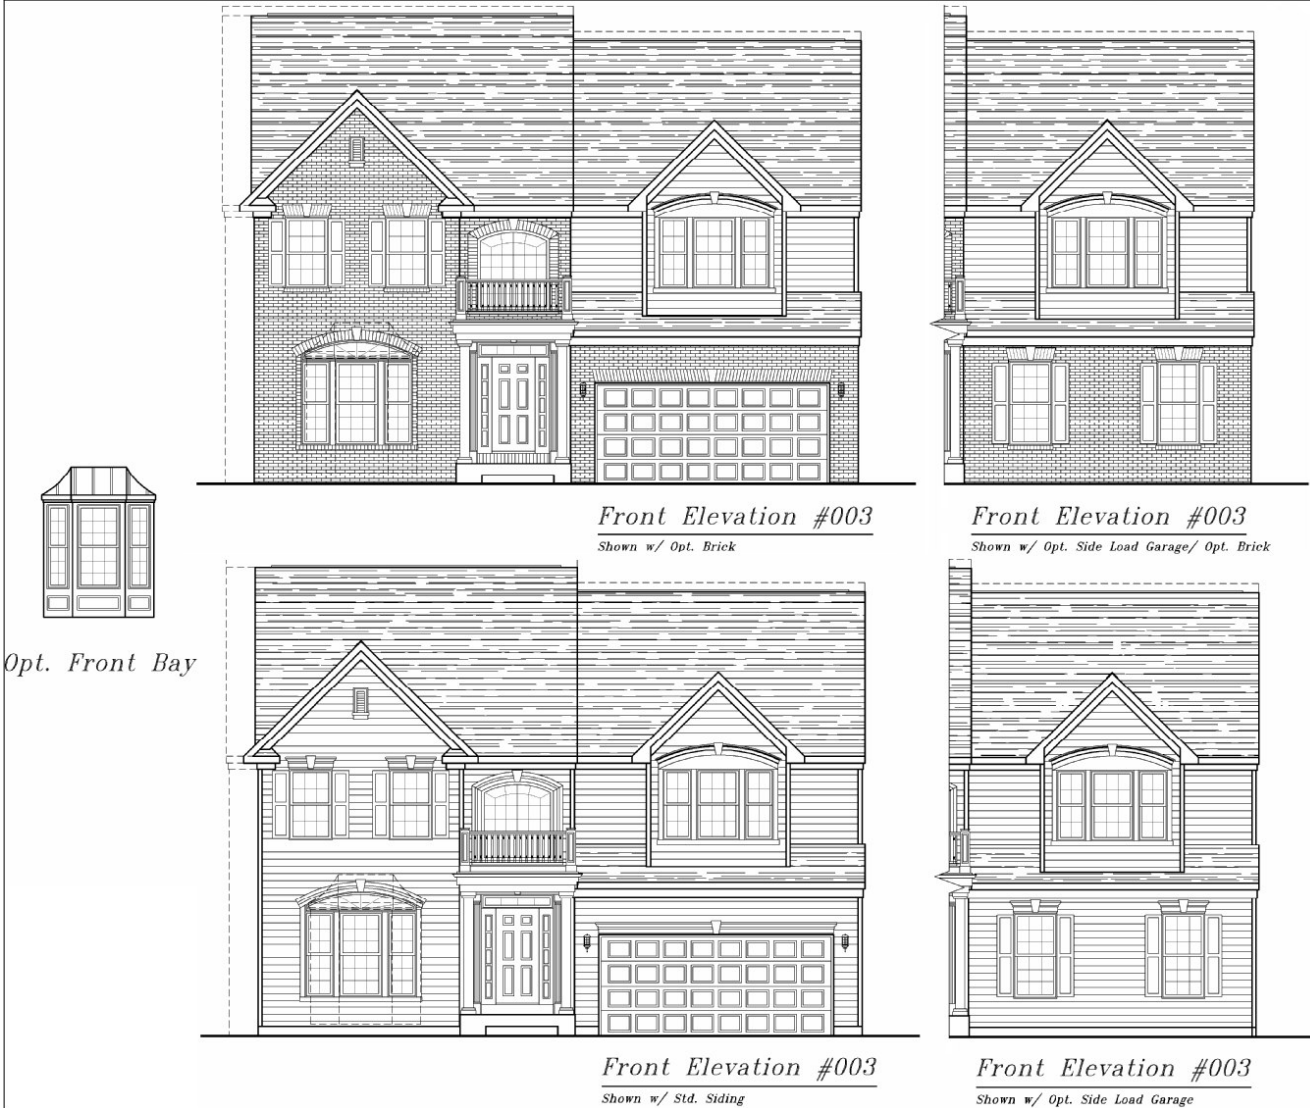 Front Elevation #003
Shown w/ Opt. Brick
Front Elevation #003
Shown w/ Opt. Side Load Garage/ Opt. Brick
Opt. Front Bay
Front Elevation #003
Shown w/ Std. Siding
Front Elevation #003
Shown w/ Opt. Side Load Garage